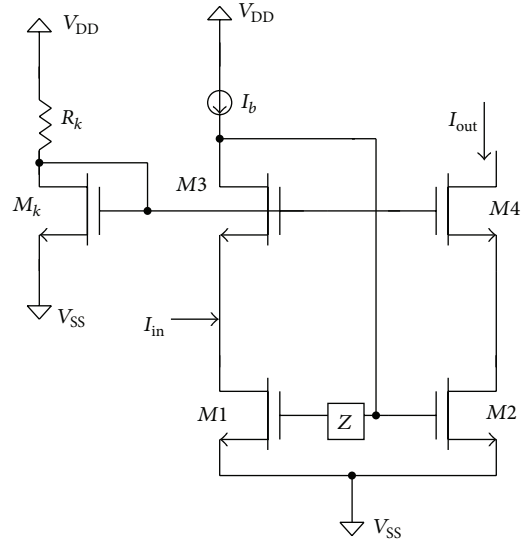 V_DD
V_DD
I_b
R_k
I_out
M_k
M3
M4
V_SS
I_in
M1
Z
M2
V_SS